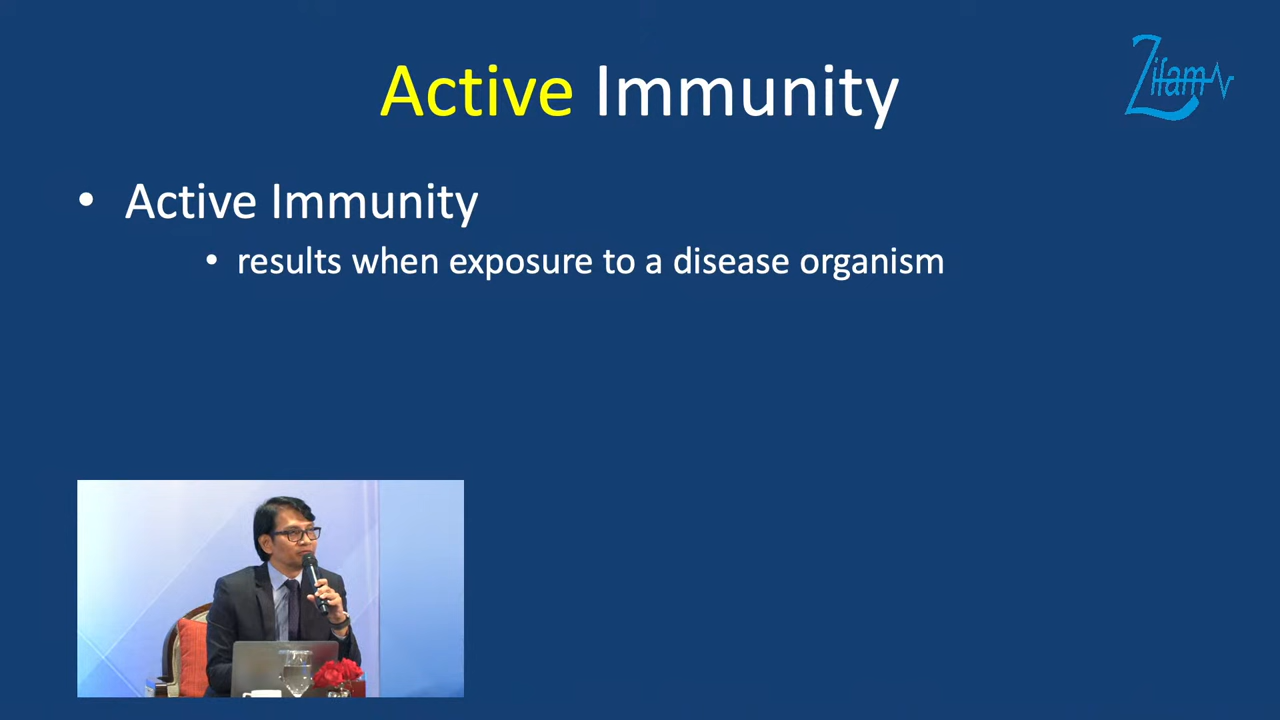 Active Immunity
Zifam
• Active Immunity
• results when exposure to a disease organism